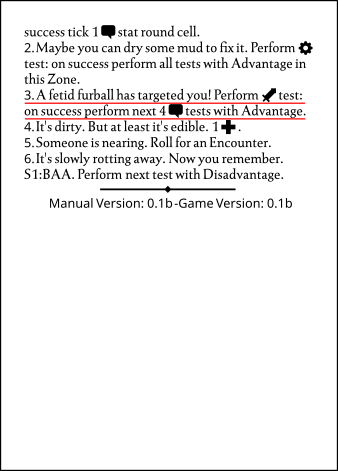 success tick 1 stat round cell.
2.Maybe you can dry some mud to fix it. Perform
test: on success perform all tests with Advantage in
this Zone.
3.A fetid furball has targeted you! Perform test:
on success perform next 4 tests with Advantage.
4.It's dirty. But at least it's edible. 1 .
5.Someone is nearing. Roll for an Encounter.
6.It's slowly rotting away. Now you remember.
S1:BAA. Perform next test with Disadvantage.
Manual Version: 0.1b-Game Version: 0.1b